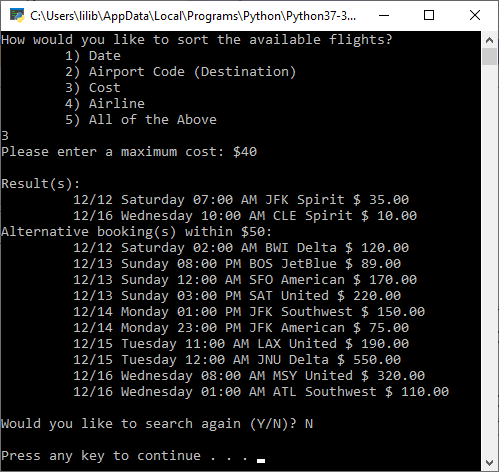 C:\Users\lilib\AppData\Local\Programs\Python\Python37-3...
How would you like to sort the available flights?
1) Date
2) Airport Code (Destination)
3) Cost
4) Airline
5) All of the Above
3
Please enter a maximum cost: $40
Result(s):
12/12 Saturday 07:00 AM JFK Spirit $ 35.00
12/16 Wednesday 10:00 AM CLE Spirit $ 10.00
Alternative booking(s) within $50:
12/12 Saturday 02:00 AM BWI Delta $ 120.00
12/13 Sunday 08:00 PM BOS JetBlue $ 89.00
12/13 Sunday 12:00 AM SFO American $ 170.00
12/13 Sunday 03:00 PM SAT United $ 220.00
12/14 Monday 01:00 PM JFK Southwest $ 150.00
12/14 Monday 23:00 PM JFK American $ 75.00
12/15 Tuesday 11:00 AM LAX United $ 190.00
12/15 Tuesday 12:00 AM JNU Delta $ 550.00
12/16 Wednesday 08:00 AM MSY United $ 320.00
12/16 Wednesday 01:00 AM ATL Southwest $ 110.00
Would you like to search again (Y/N)? N
Press any key to continue . . .